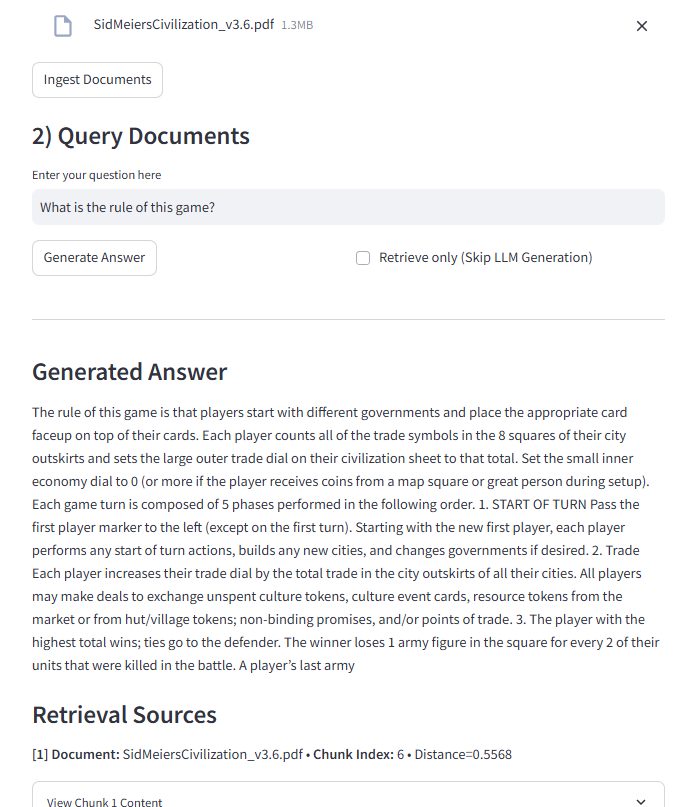 SidMeiersCivilization_v3.6.pdf 1.3MB
Ingest Documents
2) Query Documents
Enter your question here
What is the rule of this game?
Generate Answer
Retrieve only (Skip LLM Generation)
Generated Answer
The rule of this game is that players start with different governments and place the appropriate card
faceup on top of their cards. Each player counts all of the trade symbols in the 8 squares of their city
outskirts and sets the large outer trade dial on their civilization sheet to that total. Set the small inner
economy dial to 0 (or more if the player receives coins from a map square or great person during setup).
Each game turn is composed of 5 phases performed in the following order. 1. START OF TURN Pass the
first player marker to the left (except on the first turn). Starting with the new first player, each player
performs any start of turn actions, builds any new cities, and changes governments if desired. 2. Trade
Each player increases their trade dial by the total trade in the city outskirts of all their cities. All players
may make deals to exchange unspent culture tokens, culture event cards, resource tokens from the
market or from hut/village tokens; non-binding promises, and/or points of trade. 3. The player with the
highest total wins; ties go to the defender. The winner loses 1 army figure in the square for every 2 of their
units that were killed in the battle. A player’s last army
Retrieval Sources
[1] Document: SidMeiersCivilization_v3.6.pdf • Chunk Index: 6 • Distance=0.5568
View Chunk 1 Content